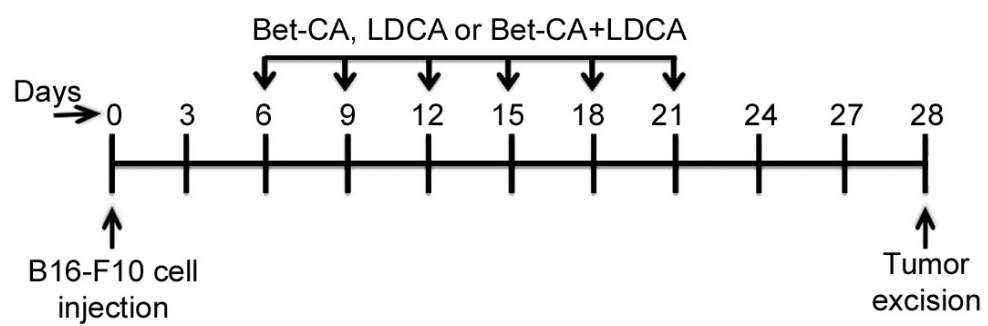 Bet-CA, LDCA or Bet-CA+LDCA
Days
0 3 6 9 12 15 18 21 24 27 28
B16-F10 cell
injection
Tumor
excision